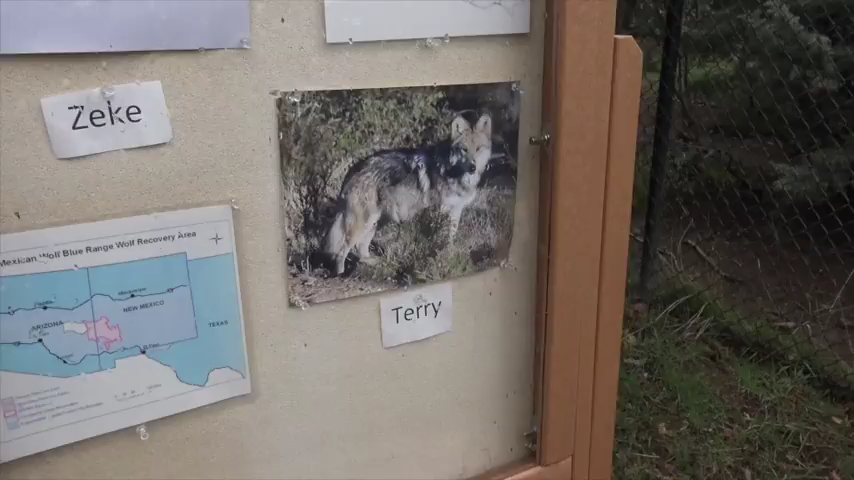 Zeke
Mexican Wolf Blue Range Wolf Recovery Area
NEW MEXICO
ARIZONA
TEXAS
Terry